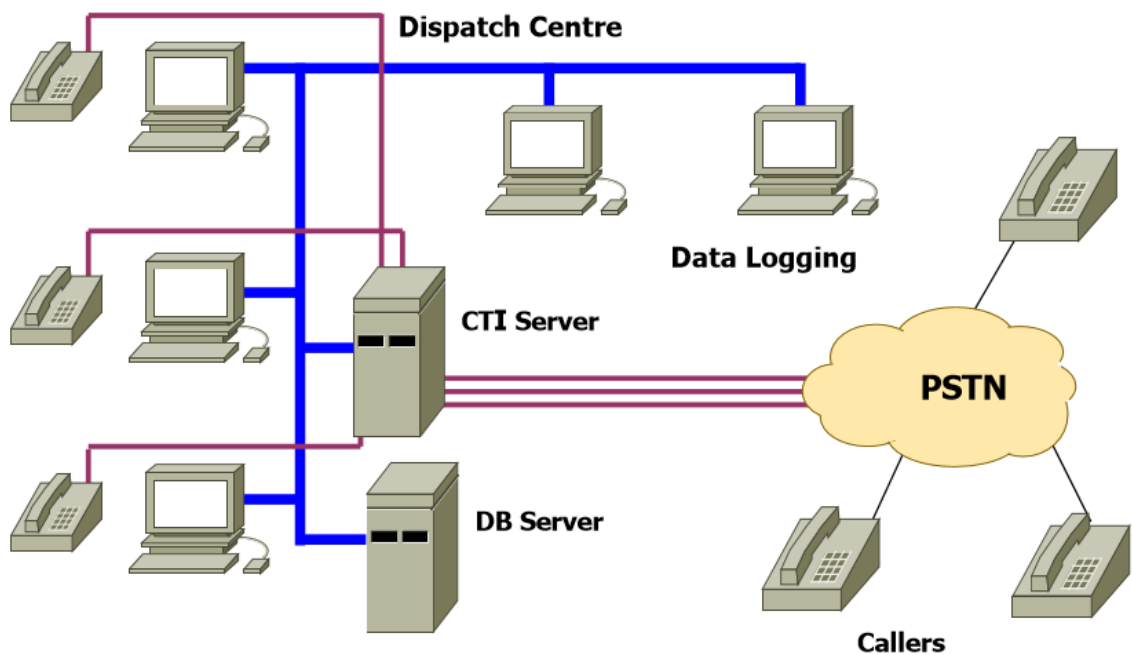 Dispatch Centre
Data Logging
CTI Server
PSTN
DB Server
Callers